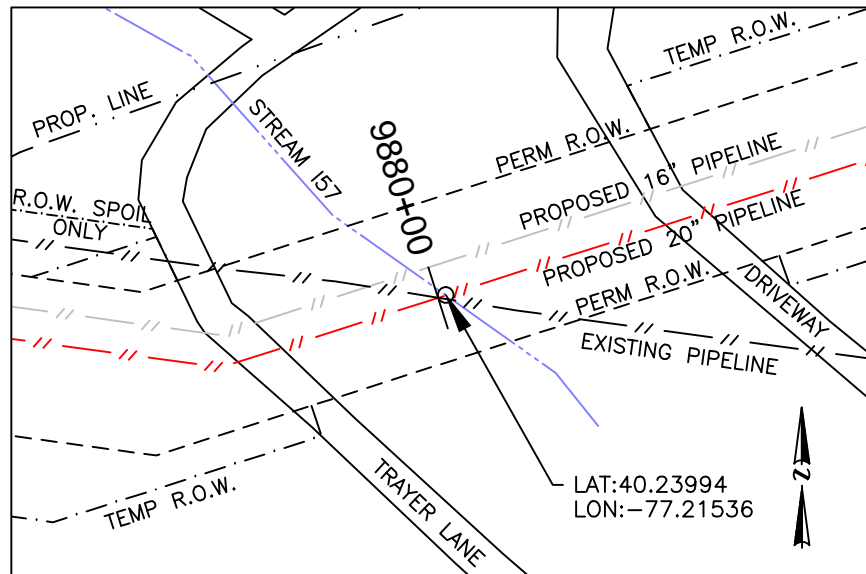 TEMP R.O.W.
PROP. LINE
STREAM I57
9880+00
PERM R.O.W.
PROPOSED 16" PIPELINE
R.O.W. SPOIL
ONLY
PROPOSED 20" PIPELINE
PERM R.O.W.
DRIVEWAY
EXISTING PIPELINE
TEMP R.O.W.
TRAYER LANE
LAT:40.23994
LON:-77.21536
N